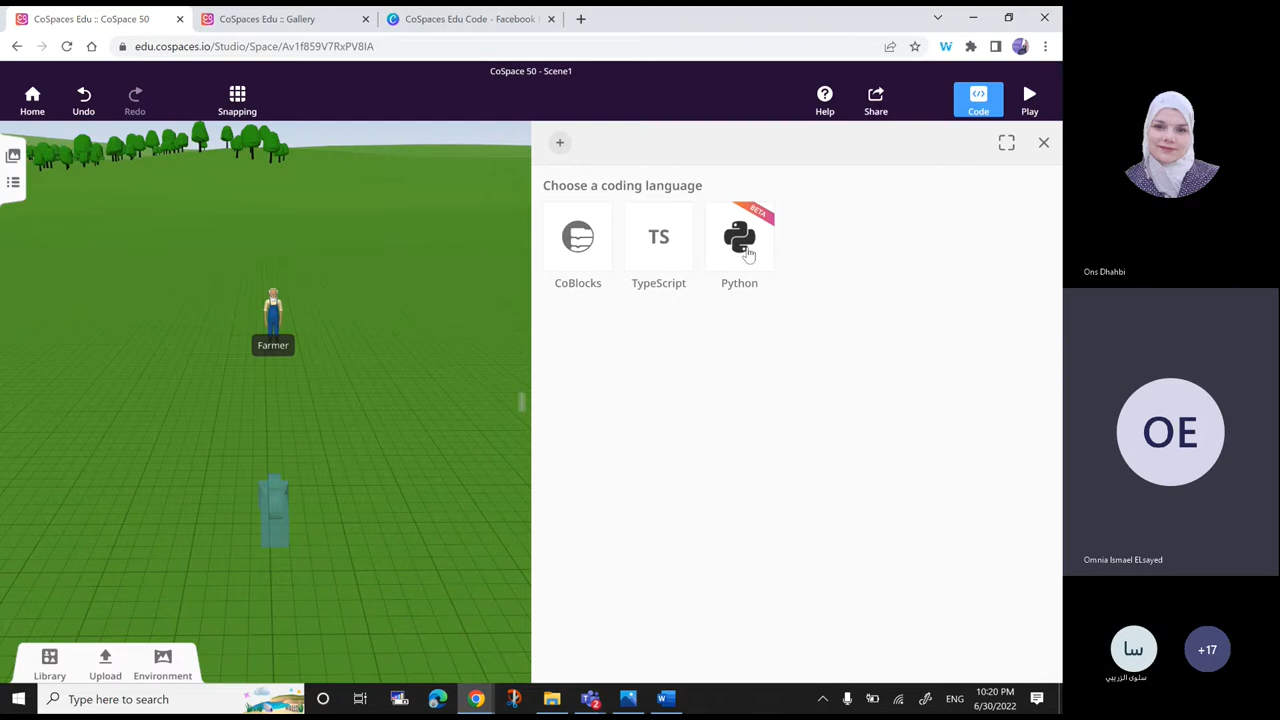 CoSpaces Edu :: CoSpace 50
CoSpaces Edu :: Gallery
CoSpaces Edu Code - Facebook
edu.cospaces.io/Studio/Space/Av1f859V7RxPV8IA
W
CoSpace 50 - Scene1
Home
Undo
Redo
Snapping
Help
Share
Code
Play
Choose a coding language
TS
BETA
CoBlocks
TypeScript
Python
Farmer
Library
Upload
Environment
Type here to search
ENG
10:20 PM
6/30/2022
Ons Dhahbi
OE
Omnia Ismael ELsayed
سا
+17
سلوى الزريبي